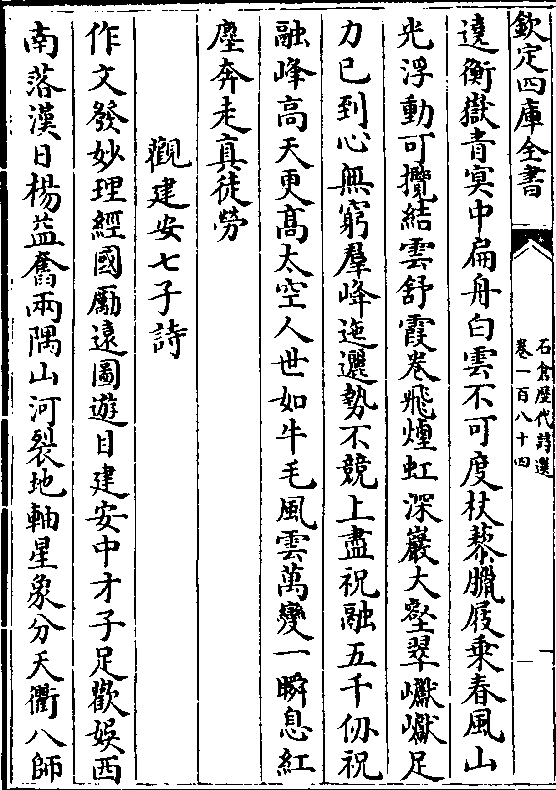 欽定四庫全書
石倉歷代詩選
卷一百八十四
遠衡嶽青冥中扁舟白雲不可度杖藜臘屐乘春風山
光浮動可攬結雲舒霞卷飛煙虹深巖大壑翠巘巘足
力已到心無窮羣峰迤邐勢不競上盡祝融五千仞祝
融峰高天更髙太空人世如牛毛風雲萬變一瞬息紅
塵奔走真徒勞
觀建安七子詩
作文發妙理經國勵遠圖遊目建安中才子足歡娛西
南落漢日楊益奮兩隅山河裂地軸星象分天衢八師